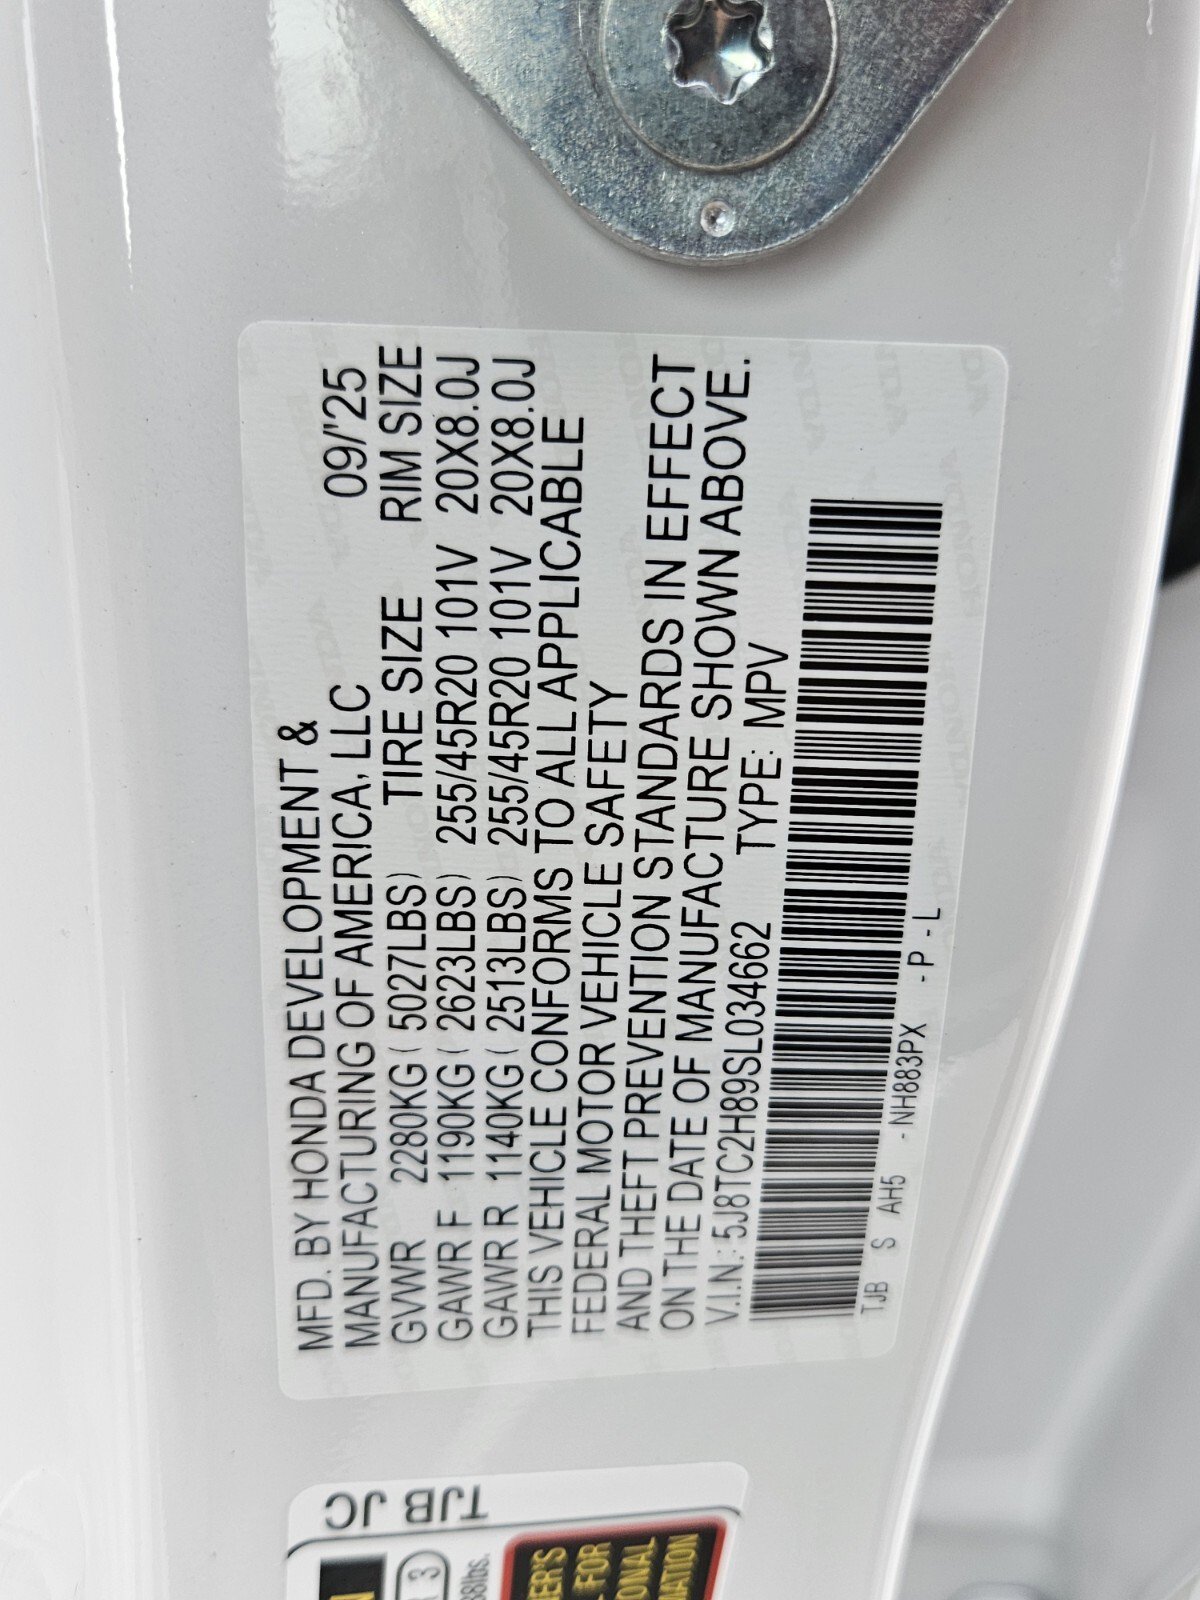 MFD. BY HONDA DEVELOPMENT &
MANUFACTURING OF AMERICA, LLC 09/'25
GVWR 2280KG ( 5027LBS) TIRE SIZE RIM SIZE
GAWR F 1190KG ( 2623LBS) 255/45R20 101V 20X8.0J
GAWR R 1140KG ( 2513LBS) 255/45R20 101V 20X8.0J
THIS VEHICLE CONFORMS TO ALL APPLICABLE
FEDERAL MOTOR VEHICLE SAFETY
AND THEFT PREVENTION STANDARDS IN EFFECT
ON THE DATE OF MANUFACTURE SHOWN ABOVE.
V.I.N.: 5J8TC2H89SL034662 TYPE: MPV
TJB S AH5 - NH883PX - P - L
TJB JC
3
FOR